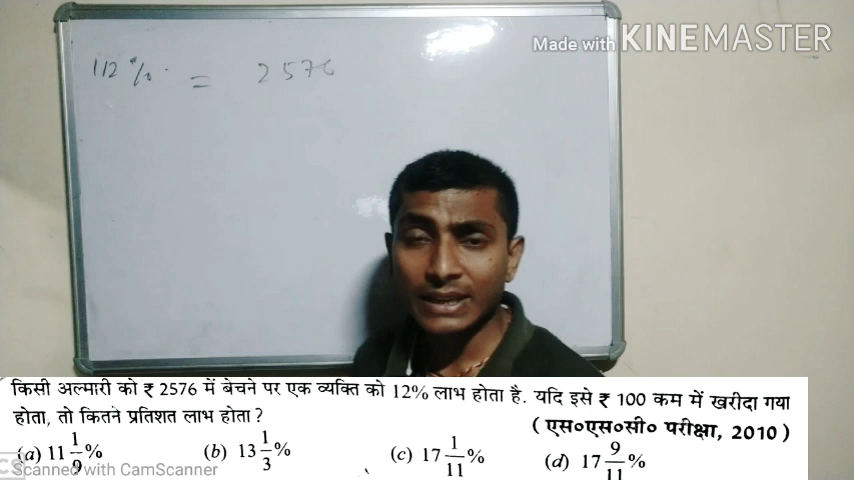 Made with KINEMASTER
112% = 2576
किसी अल्मारी को ₹ 2576 में बेचने पर एक व्यक्ति को 12% लाभ होता है. यदि इसे ₹ 100 कम में खरीदा गया
होता, तो कितने प्रतिशत लाभ होता ?
( एस०एस०सी० परीक्षा, 2010 )
(a) 11 1/9 % (b) 13 1/3 % (c) 17 1/11 % (d) 17 9/11 %
CS Scanned with CamScanner